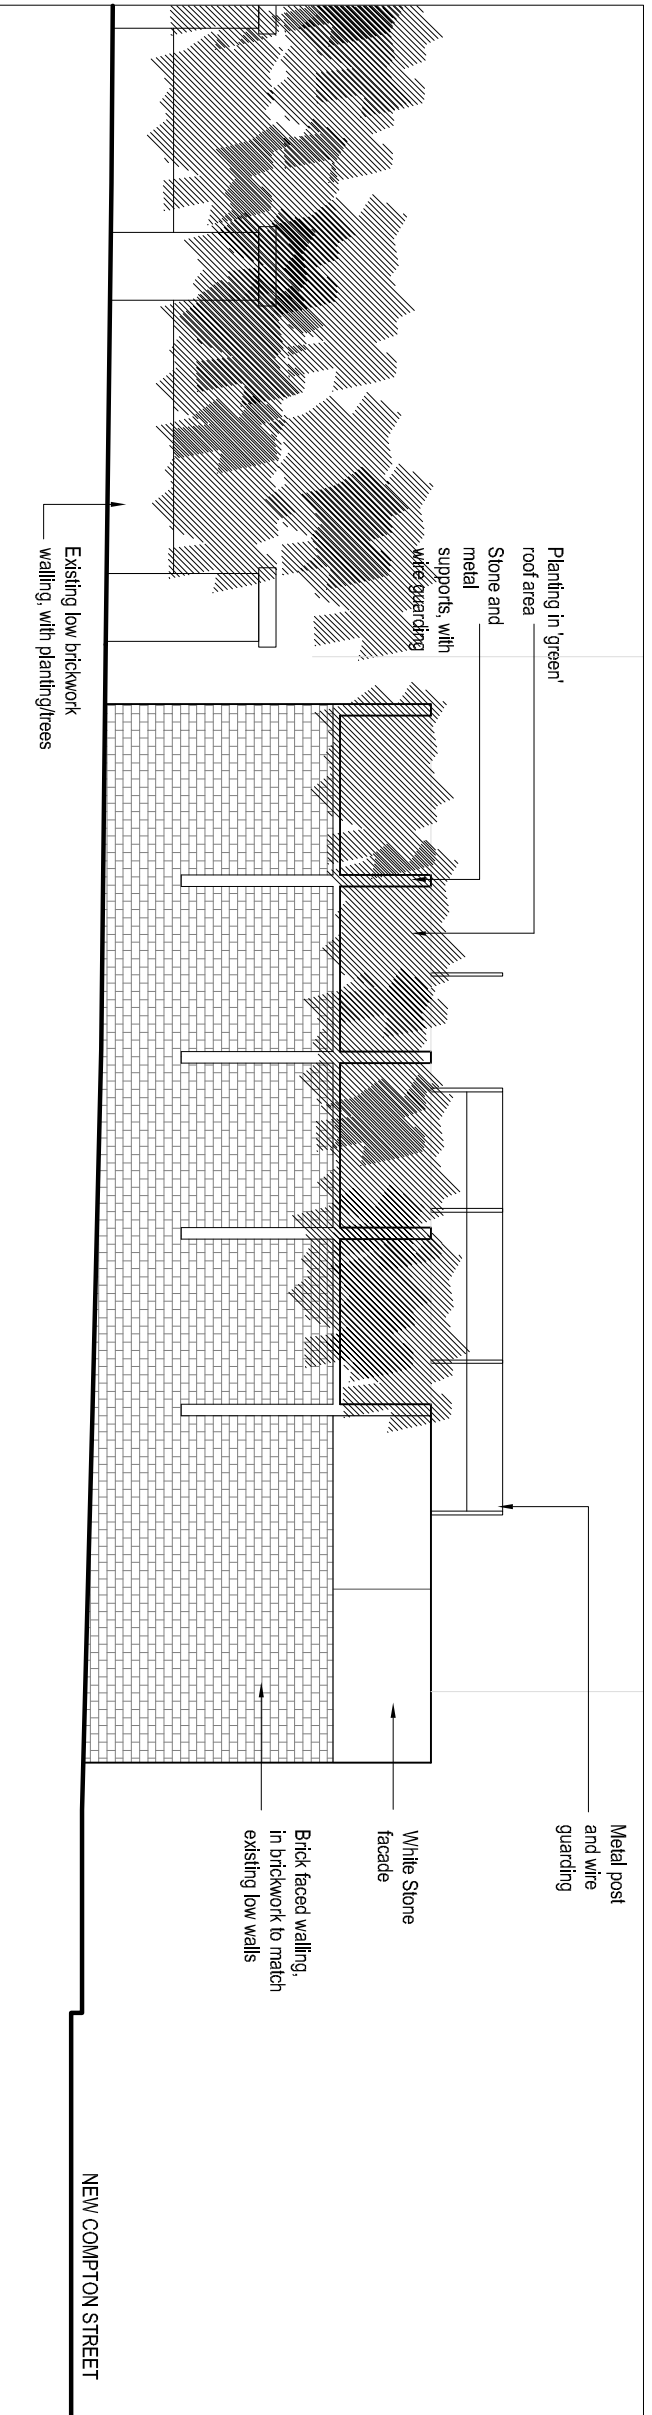 Planting in 'green'
roof area
Stone and
metal
supports, with
wire guarding
Existing low brickwork
walling, with planting/trees
Metal post
and wire
guarding
White Stone
facade
Brick faced walling,
in brickwork to match
existing low walls
NEW COMPTON STREET